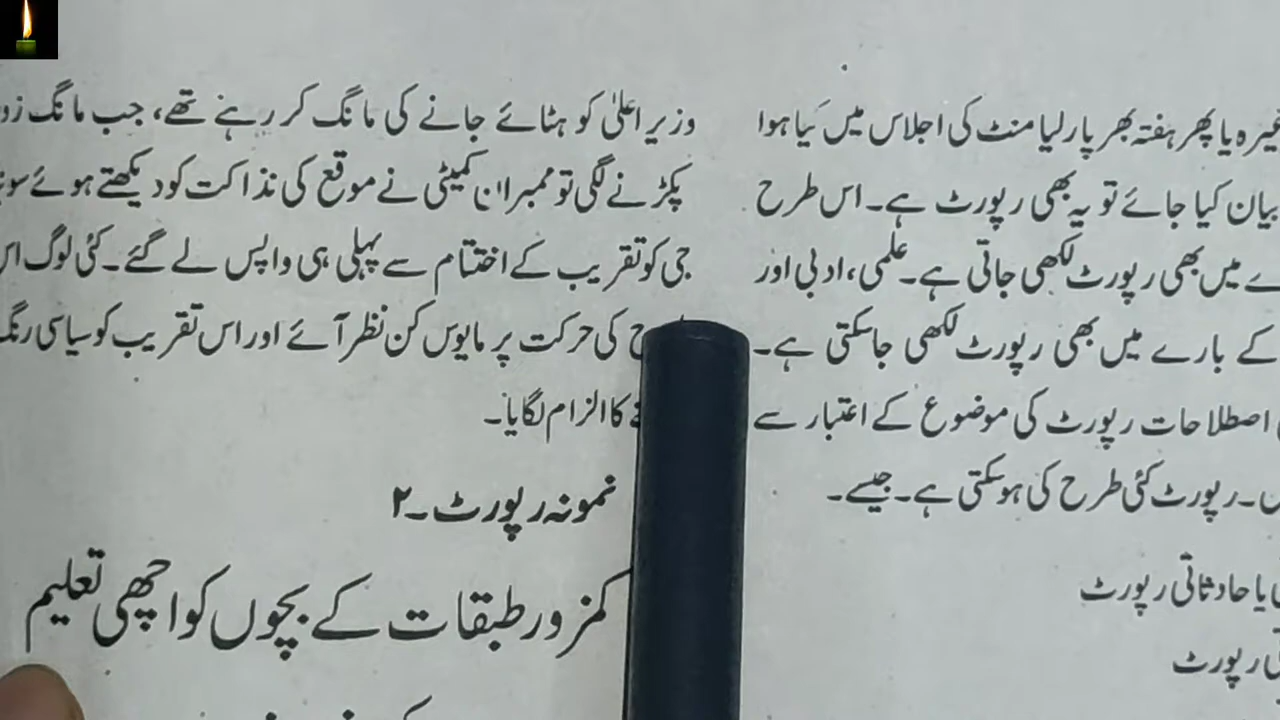 یا پھر ہفتہ بھر پارلیامنٹ کی اجلاس میں کیا ہوا
بیان کیا جائے تو یہ بھی رپورٹ ہے۔ اس طرح
میں بھی رپورٹ لکھی جاتی ہے۔ علمی، ادبی اور
کے بارے میں بھی رپورٹ لکھی جاسکتی ہے۔
اصطلاحات رپورٹ کی موضوع کے اعتبار سے
۔ رپورٹ کئی طرح کی ہوسکتی ہے۔ جیسے۔
یا حادثاتی رپورٹ
رپورٹ
وزیر اعلیٰ کو ہٹائے جانے کی مانگ کر رہے تھے، جب مانگ
پکڑنے لگی تو ممبران کمیٹی نے موقع کی نذاکت کو دیکھتے ہوئے
جی کو تقریب کے اختتام سے پہلی ہی واپس لے گئے۔ کئی لوگ
کی حرکت پر مایوس کن نظر آئے اور اس تقریب کو سیاسی رنگ
کا الزام لگایا۔
نمونہ رپورٹ۔۲
کمزور طبقات کے بچوں کو اچھی تعلیم